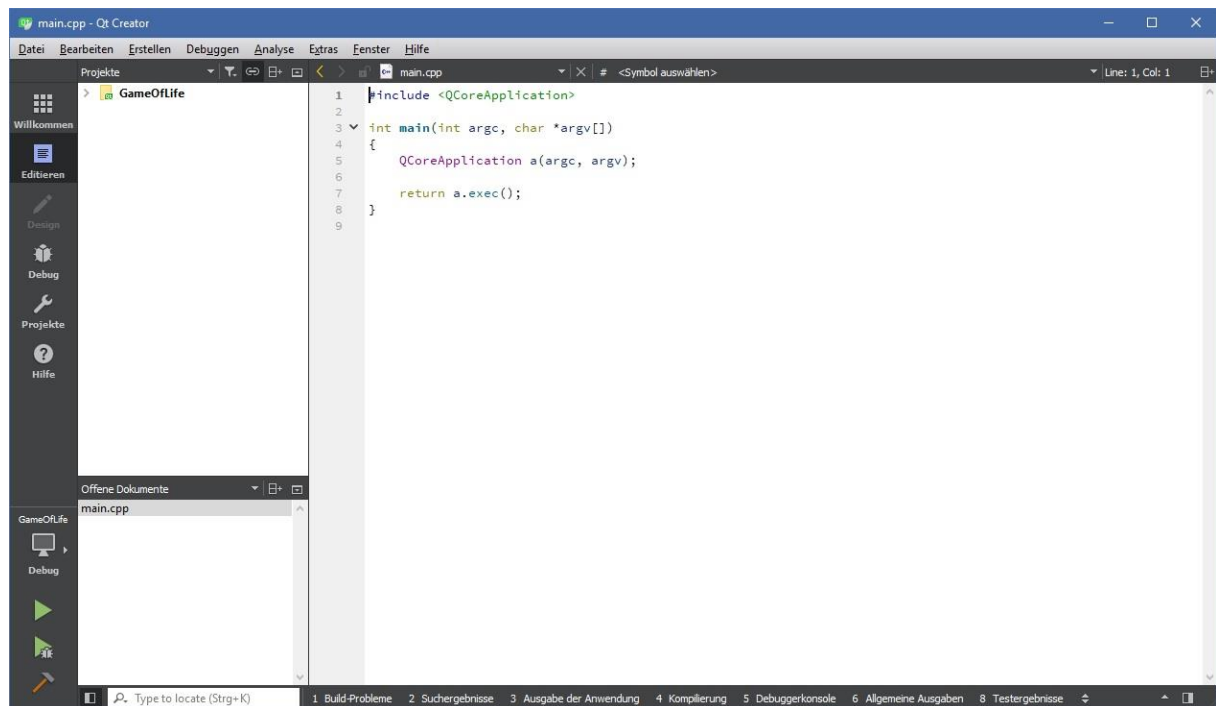 main.cpp - Qt Creator
Datei Bearbeiten Erstellen Debuggen Analyse Extras Fenster Hilfe
Projekte
main.cpp
# <Symbol auswählen>
Line: 1, Col: 1
Willkommen
Editieren
Design
Debug
Projekte
Hilfe
GameOfLife
1 #include <QCoreApplication>
2
3 int main(int argc, char *argv[])
4 {
5 QCoreApplication a(argc, argv);
6
7 return a.exec();
8 }
9
Offene Dokumente
main.cpp
GameOfLife
Debug
Type to locate (Strg+K)
1 Build-Probleme 2 Suchergebnisse 3 Ausgabe der Anwendung 4 Kompilierung 5 Debuggerkonsole 6 Allgemeine Ausgaben 8 Testergebnisse